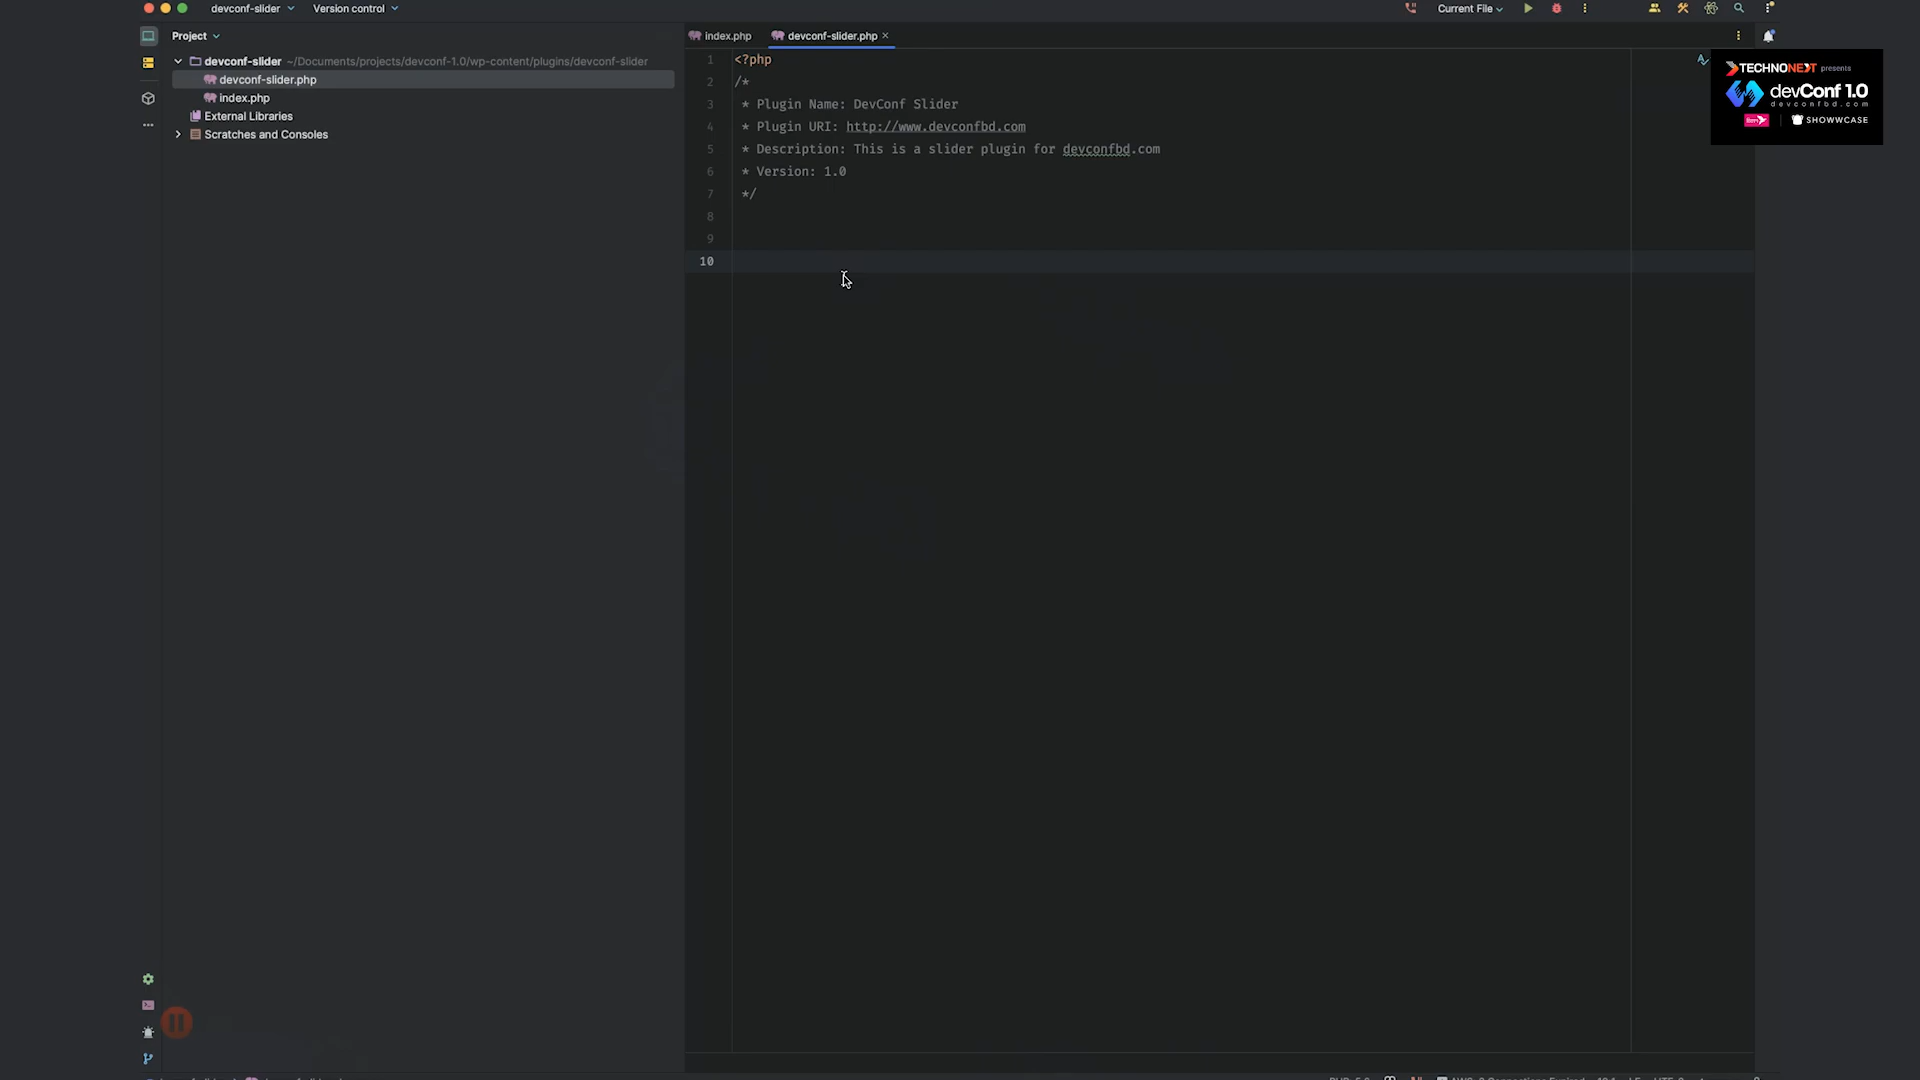 devconf-slider
Version control
Current File
Project
index.php
devconf-slider.php
devconf-slider ~/Documents/projects/devconf-1.0/wp-content/plugins/devconf-slider
devconf-slider.php
index.php
External Libraries
Scratches and Consoles
1 <?php
2 /*
3 * Plugin Name: DevConf Slider
4 * Plugin URI: http://www.devconfbd.com
5 * Description: This is a slider plugin for devconfbd.com
6 * Version: 1.0
7 */
8
9
10
TECHNONEXT presents
devConf 1.0
devconfbd.com
SHOWWCASE